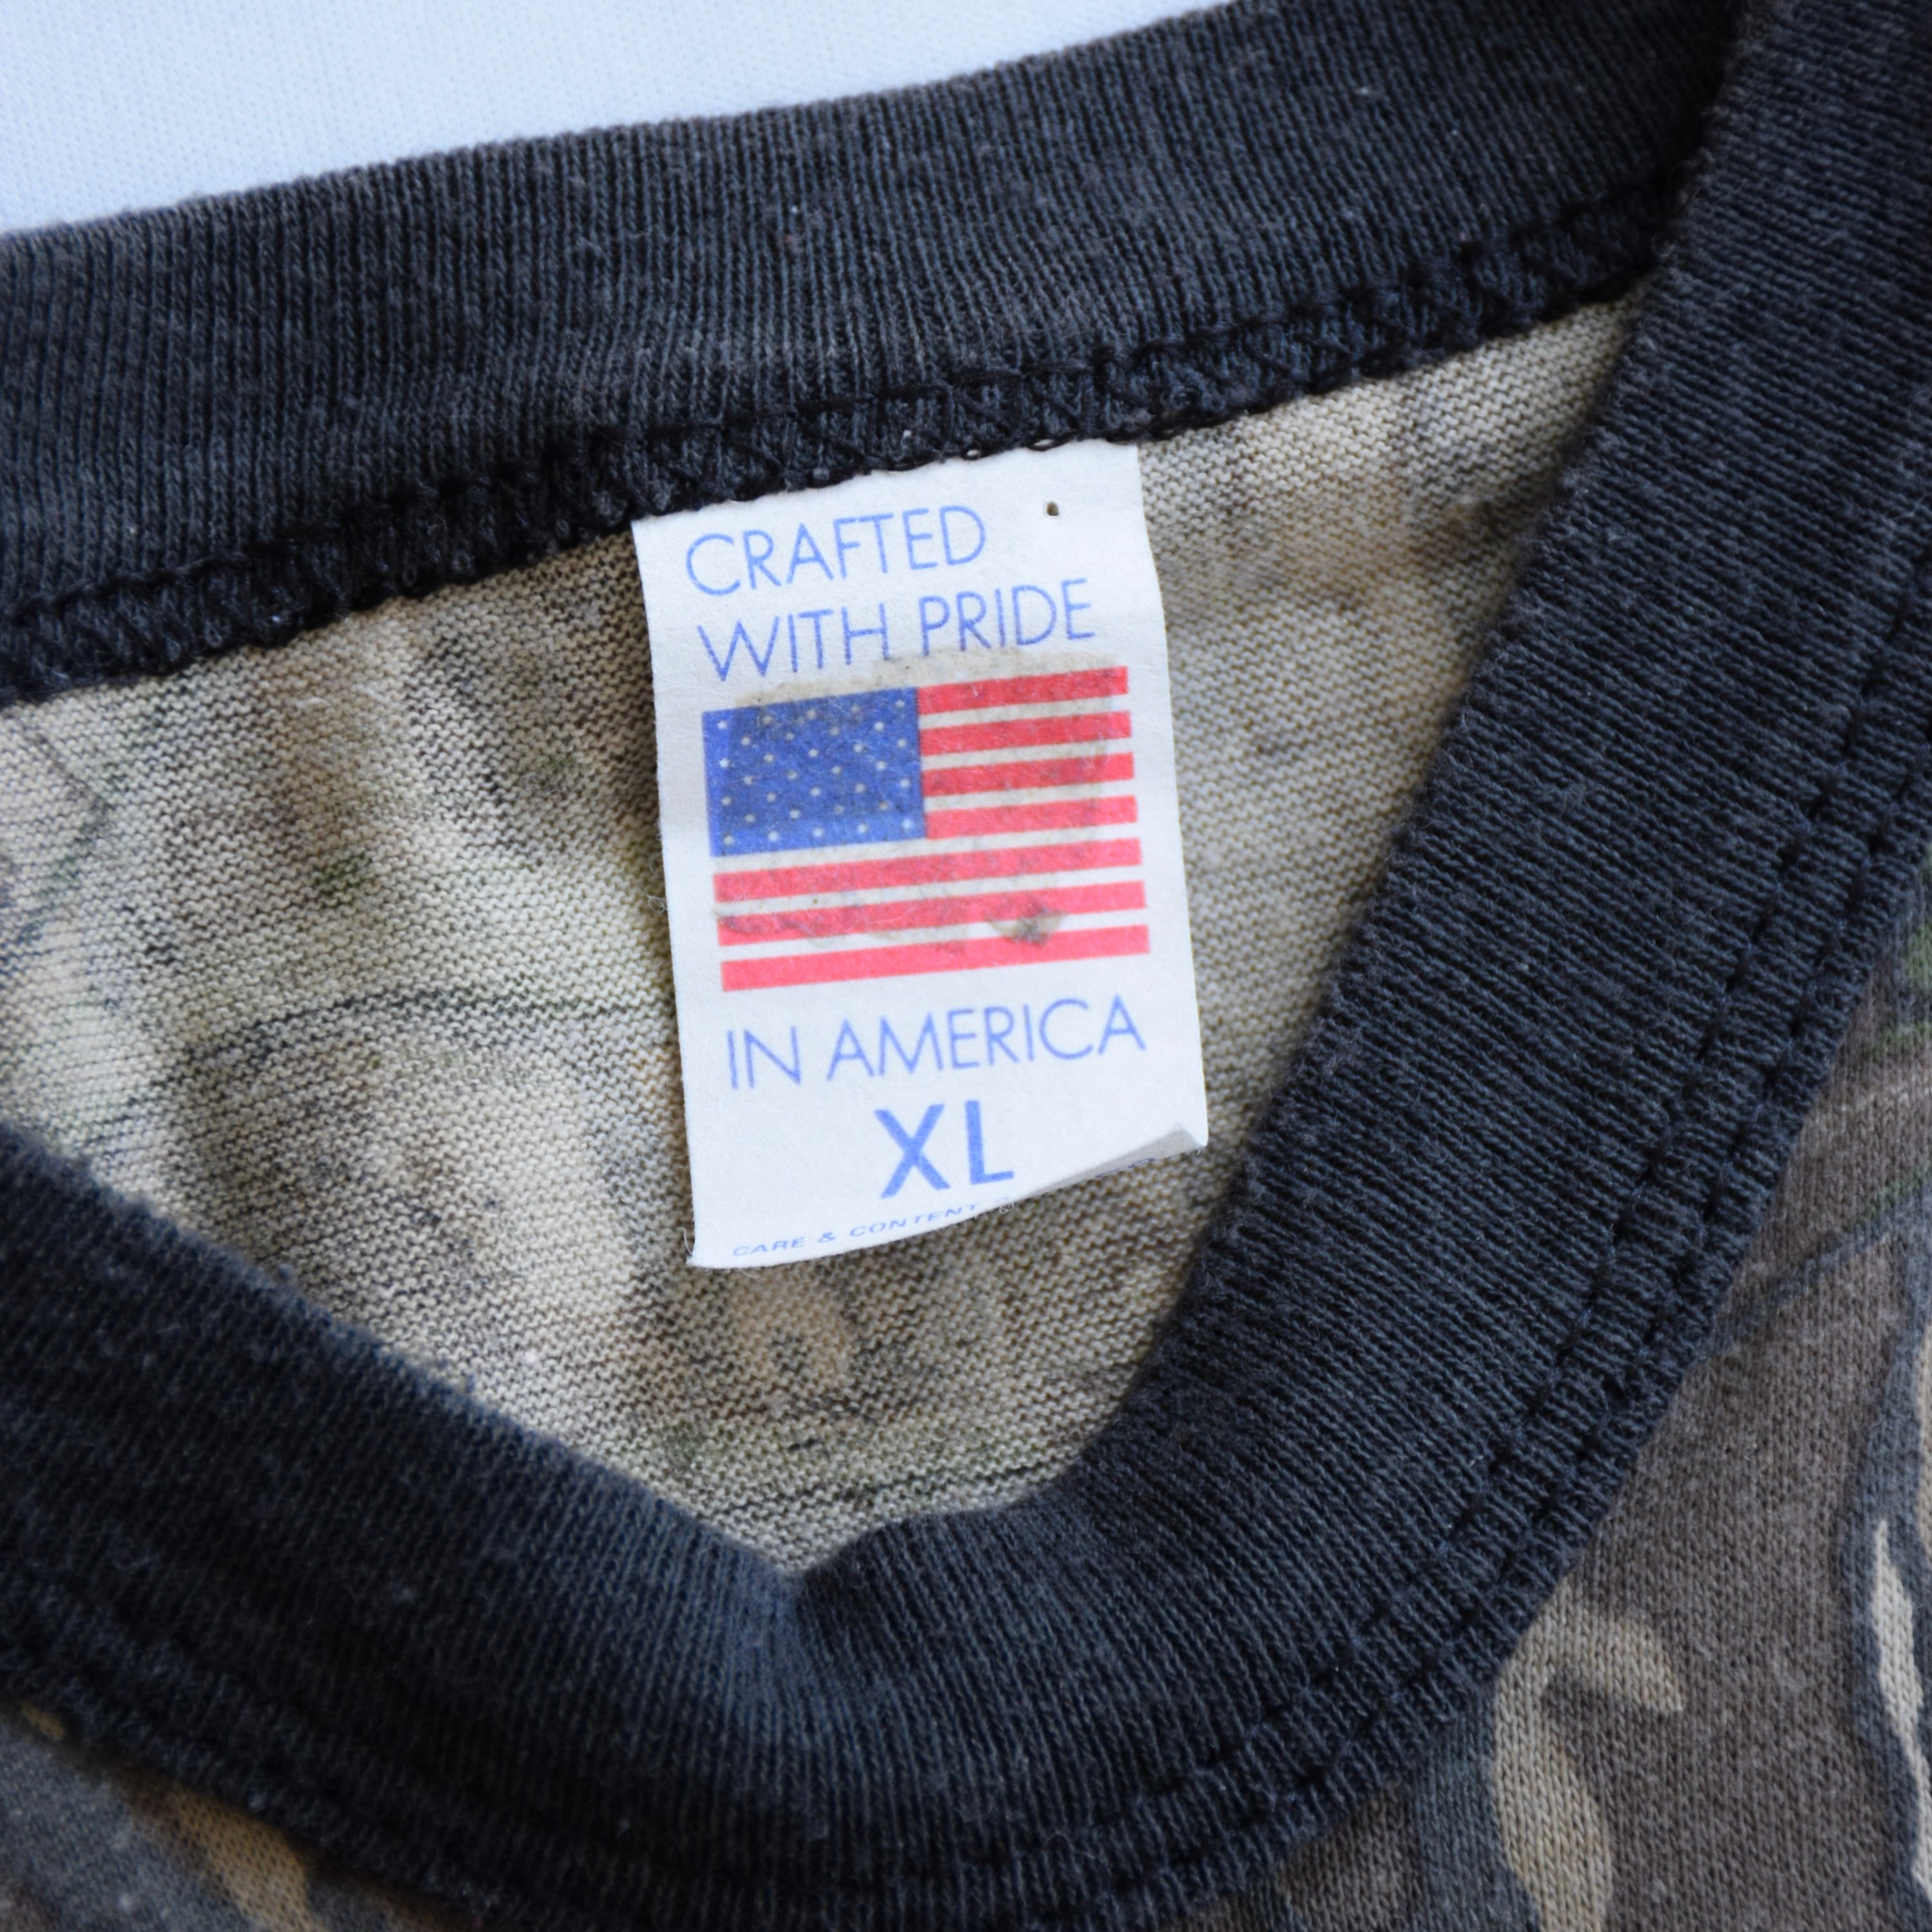 CRAFTED
WITH PRIDE
IN AMERICA
XL
CARE & CONTENT